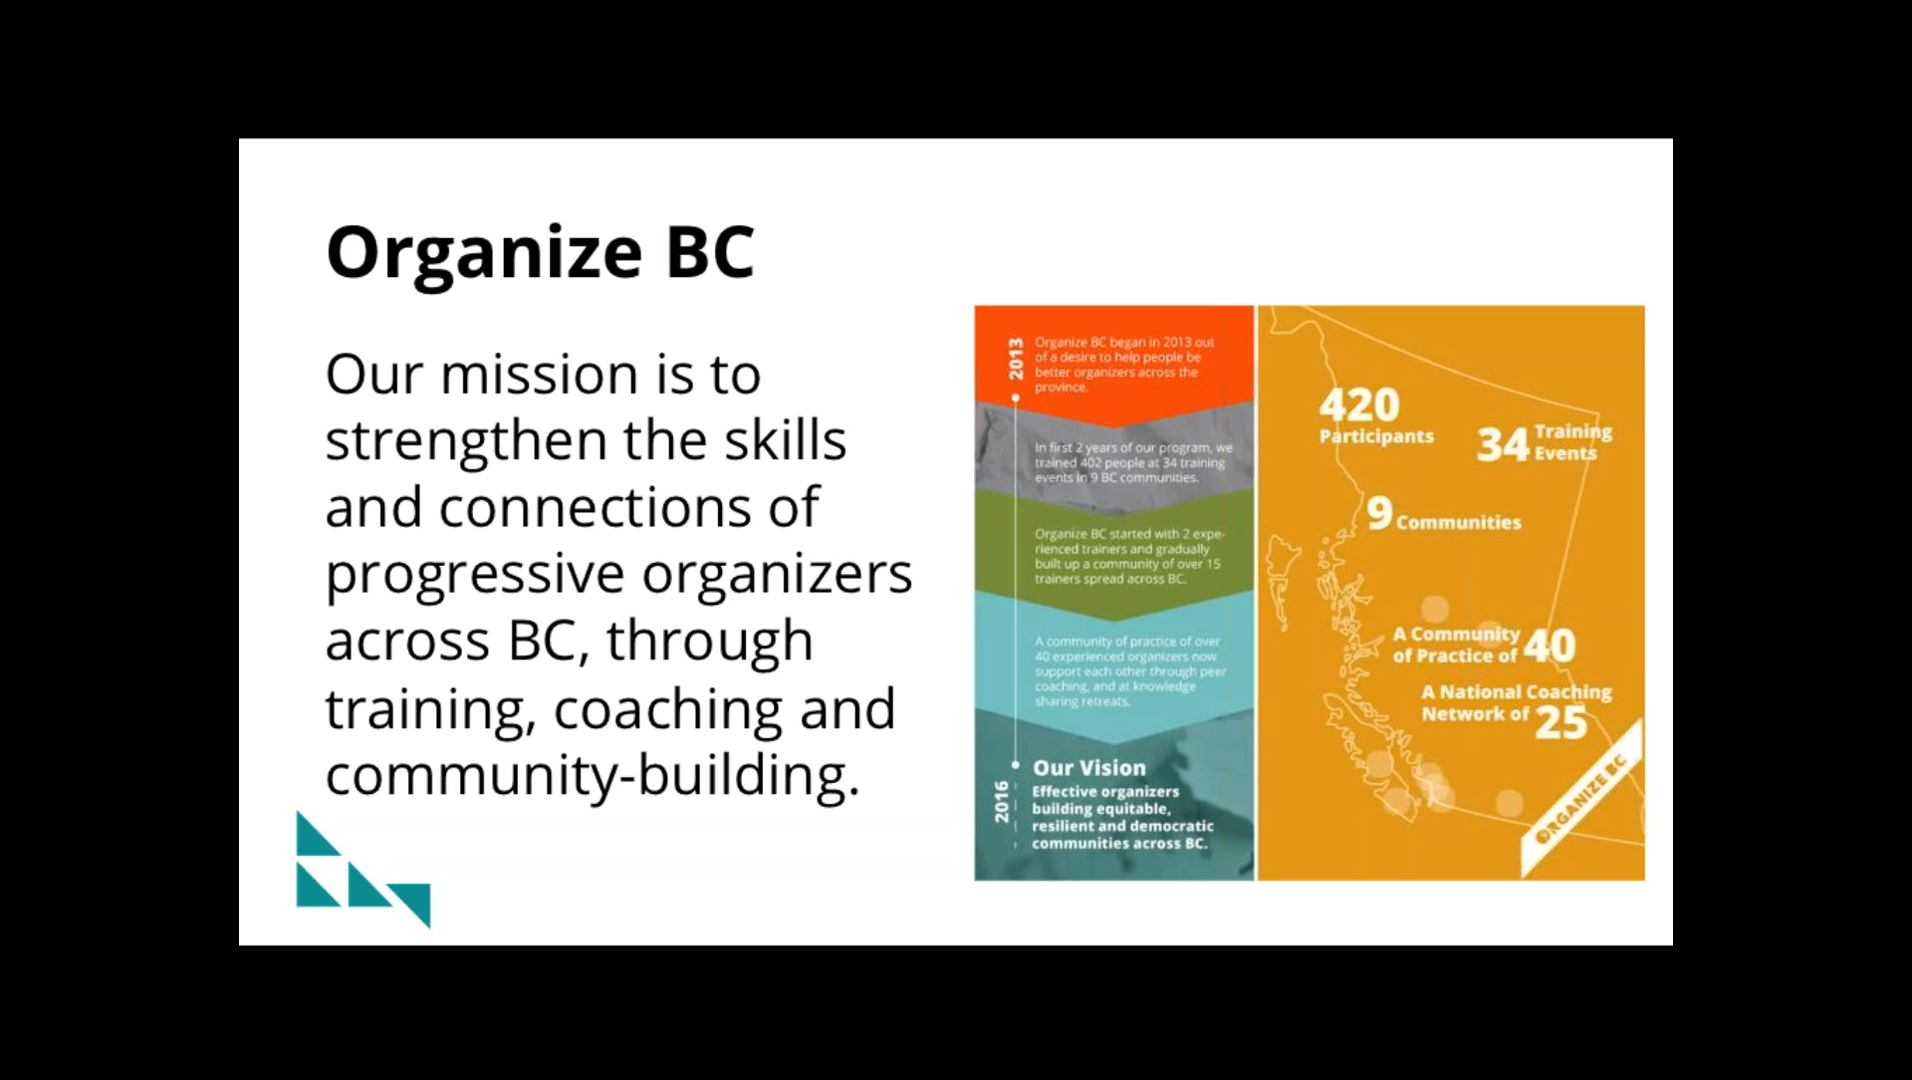 Organize BC
Our mission is to
strengthen the skills
and connections of
progressive organizers
across BC, through
training, coaching and
community-building.
2013
Organize BC began in 2013 out
of a desire to help people be
better organizers across the
province.
In first 2 years of our program, we
trained 402 people at 34 training
events in 9 BC communities.
Organize BC started with 2 expe-
rienced trainers and gradually
built up a community of over 15
trainers spread across BC.
A community of practice of over
40 experienced organizers now
support each other through peer
coaching, and at knowledge
sharing retreats.
2016
Our Vision
Effective organizers
building equitable,
resilient and democratic
communities across BC.
420
Participants
34 Training
Events
9 Communities
A Community
of Practice of 40
A National Coaching
Network of 25
ORGANIZE BC